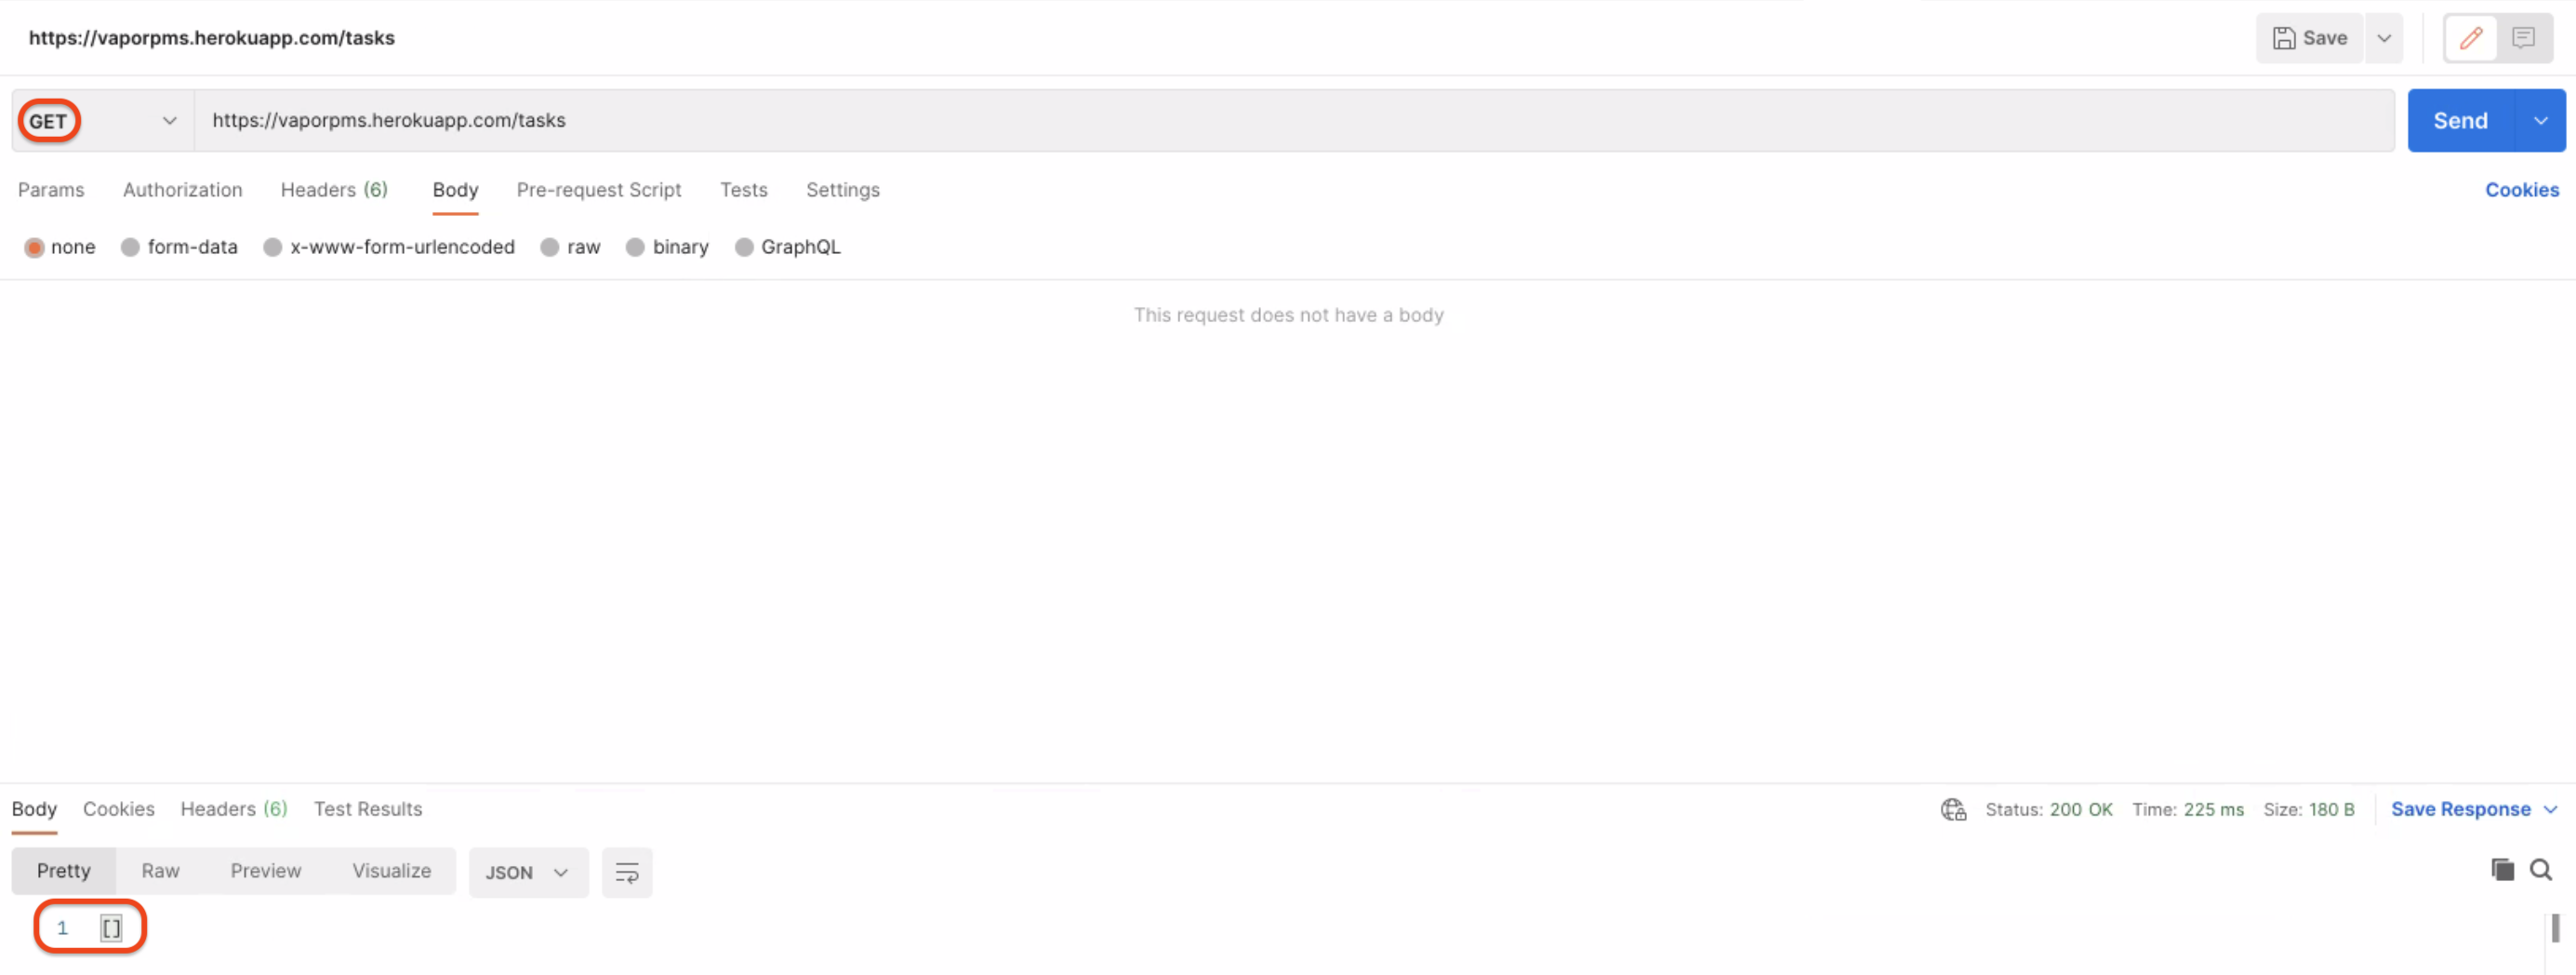 https://vaporpms.herokuapp.com/tasks Save
GET https://vaporpms.herokuapp.com/tasks Send
Params Authorization Headers (6) Body Pre-request Script Tests Settings Cookies
none form-data x-www-form-urlencoded raw binary GraphQL
This request does not have a body
Body Cookies Headers (6) Test Results Status: 200 OK Time: 225 ms Size: 180 B Save Response
Pretty Raw Preview Visualize JSON
1 []